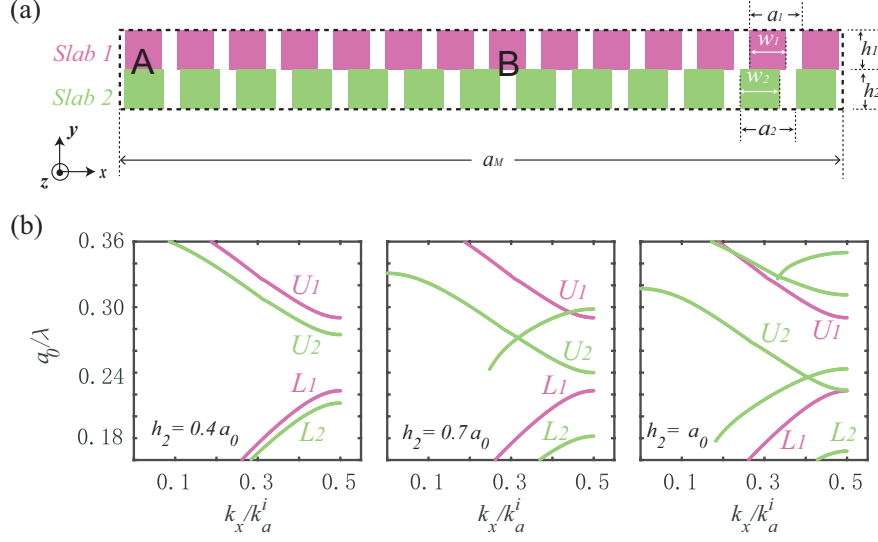 (a)
a1
Slab 1
A
B
w1
h1
Slab 2
w2
h2
a2
y
x
z
aM
(b)
0.36
0.30
0.24
0.18
a0/λ
U1
U2
L1
L2
h2 = 0.4 a0
0.1 0.3 0.5
kx/k^i_a
U1
U2
L1
L2
h2 = 0.7 a0
0.1 0.3 0.5
kx/k^i_a
U1
U2
L1
L2
h2 = a0
0.1 0.3 0.5
kx/k^i_a